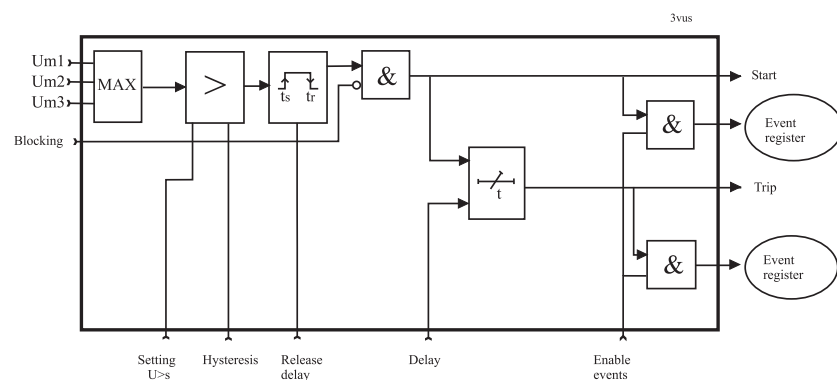 3vus
Um1
Um2
Um3
MAX
>
ts tr
&
Start
&
Event
register
Blocking
t
Trip
&
Event
register
Setting
U>s
Hysteresis
Release
delay
Delay
Enable
events